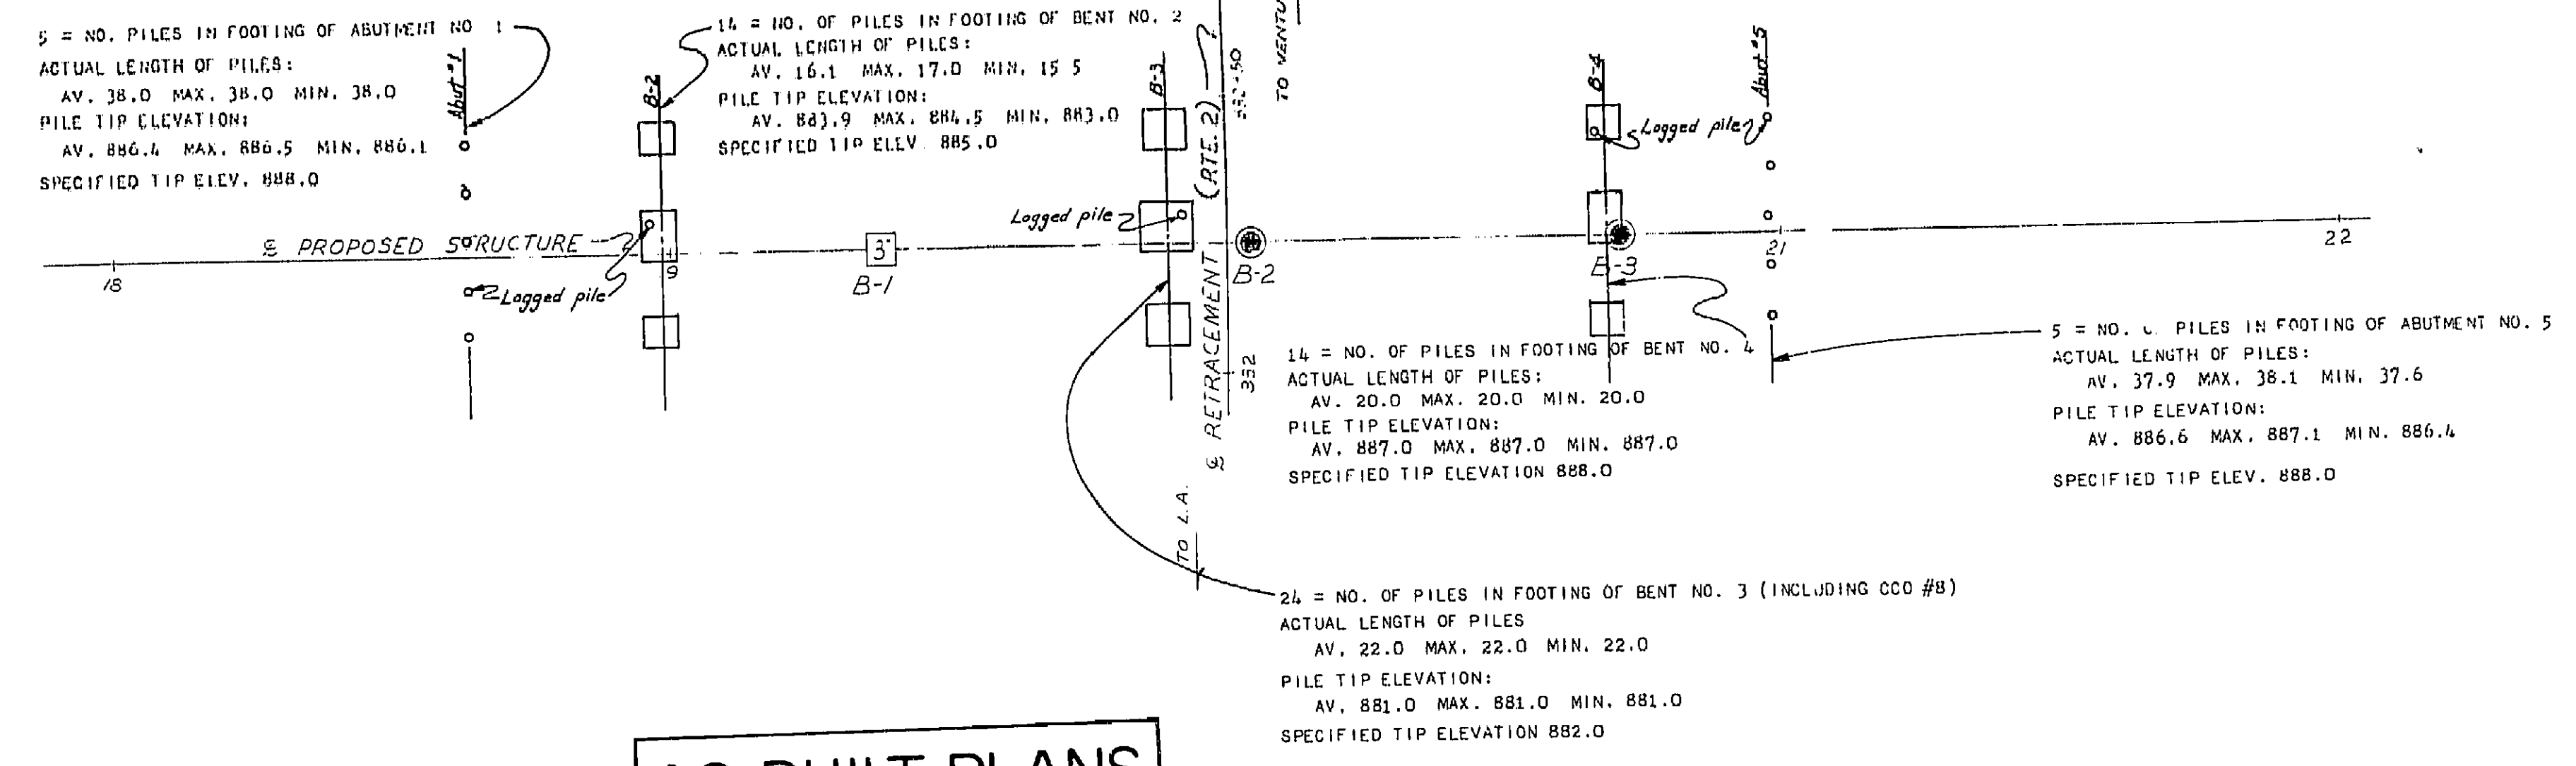 5 = NO. PILES IN FOOTING OF ABUTMENT NO 1
ACTUAL LENGTH OF PILES:
AV. 38.0 MAX. 38.0 MIN. 38.0
PILE TIP ELEVATION:
AV. 886.4 MAX. 886.5 MIN. 886.1
SPECIFIED TIP ELEV. 888.0
Abut #1
14 = NO. OF PILES IN FOOTING OF BENT NO. 2
ACTUAL LENGTH OF PILES:
AV. 16.1 MAX. 17.0 MIN. 15 5
PILE TIP ELEVATION:
AV. 883.9 MAX. 884.5 MIN. 883.0
SPECIFIED TIP ELEV. 885.0
B-2
B-3
(RTE. 2)
TO VENTU
B-4
Abut #5
Logged pile
Logged pile
℄ PROPOSED STRUCTURE
18
9
Logged pile
3"
B-1
B-2
B-3
21
22
℄ RETRACEMENT
332
TO L.A.
14 = NO. OF PILES IN FOOTING OF BENT NO. 4
ACTUAL LENGTH OF PILES:
AV. 20.0 MAX. 20.0 MIN. 20.0
PILE TIP ELEVATION:
AV. 887.0 MAX. 887.0 MIN. 887.0
SPECIFIED TIP ELEVATION 888.0
5 = NO. PILES IN FOOTING OF ABUTMENT NO. 5
ACTUAL LENGTH OF PILES:
AV. 37.9 MAX. 38.1 MIN. 37.6
PILE TIP ELEVATION:
AV. 886.6 MAX. 887.1 MIN. 886.4
SPECIFIED TIP ELEV. 888.0
24 = NO. OF PILES IN FOOTING OF BENT NO. 3 (INCLUDING CCO #8)
ACTUAL LENGTH OF PILES
AV. 22.0 MAX. 22.0 MIN. 22.0
PILE TIP ELEVATION:
AV. 881.0 MAX. 881.0 MIN. 881.0
SPECIFIED TIP ELEVATION 882.0
AS BUILT PLANS